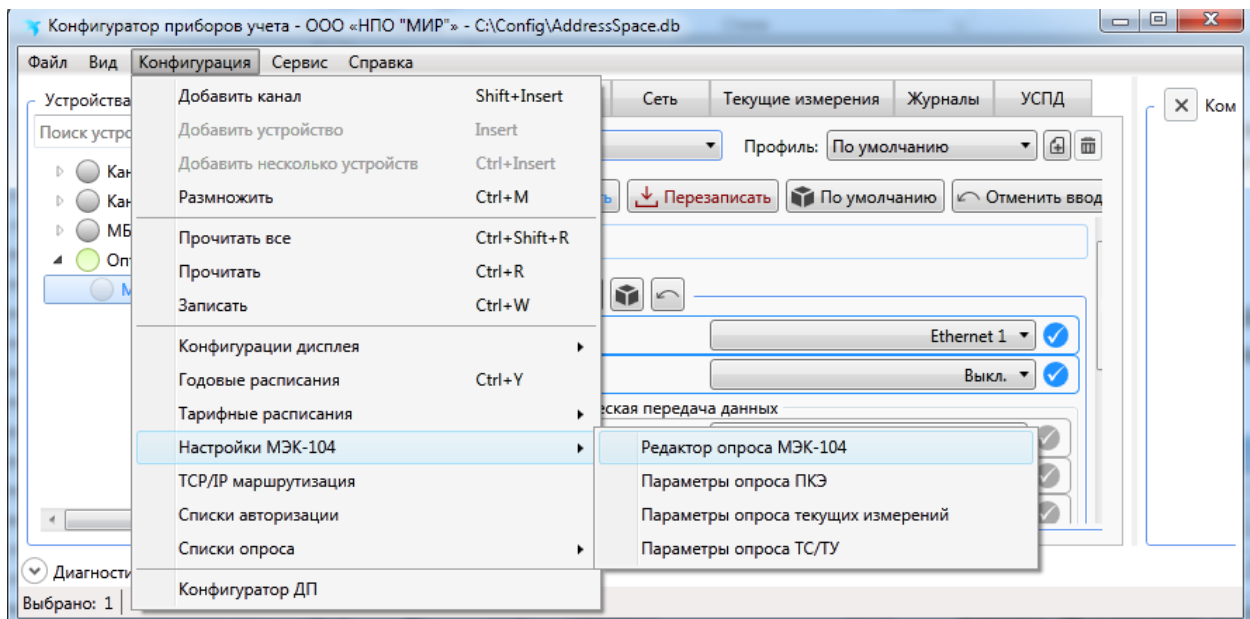 Конфигуратор приборов учета - ООО «НПО "МИР"» - C:\Config\AddressSpace.db
Файл Вид Конфигурация Сервис Справка
Устройства
Поиск устро
Кан
Кан
МБ
Опт
М
Добавить канал Shift+Insert
Добавить устройство Insert
Добавить несколько устройств Ctrl+Insert
Размножить Ctrl+M
Прочитать все Ctrl+Shift+R
Прочитать Ctrl+R
Записать Ctrl+W
Конфигурации дисплея
Годовые расписания Ctrl+Y
Тарифные расписания
Настройки МЭК-104
TCP/IP маршрутизация
Списки авторизации
Списки опроса
Конфигуратор ДП
Сеть Текущие измерения Журналы УСПД
Профиль: По умолчанию
ь Перезаписать По умолчанию Отменить ввод
Ethernet 1
Выкл.
еская передача данных
Редактор опроса МЭК-104
Параметры опроса ПКЭ
Параметры опроса текущих измерений
Параметры опроса ТС/ТУ
Ком
Диагности
Выбрано: 1